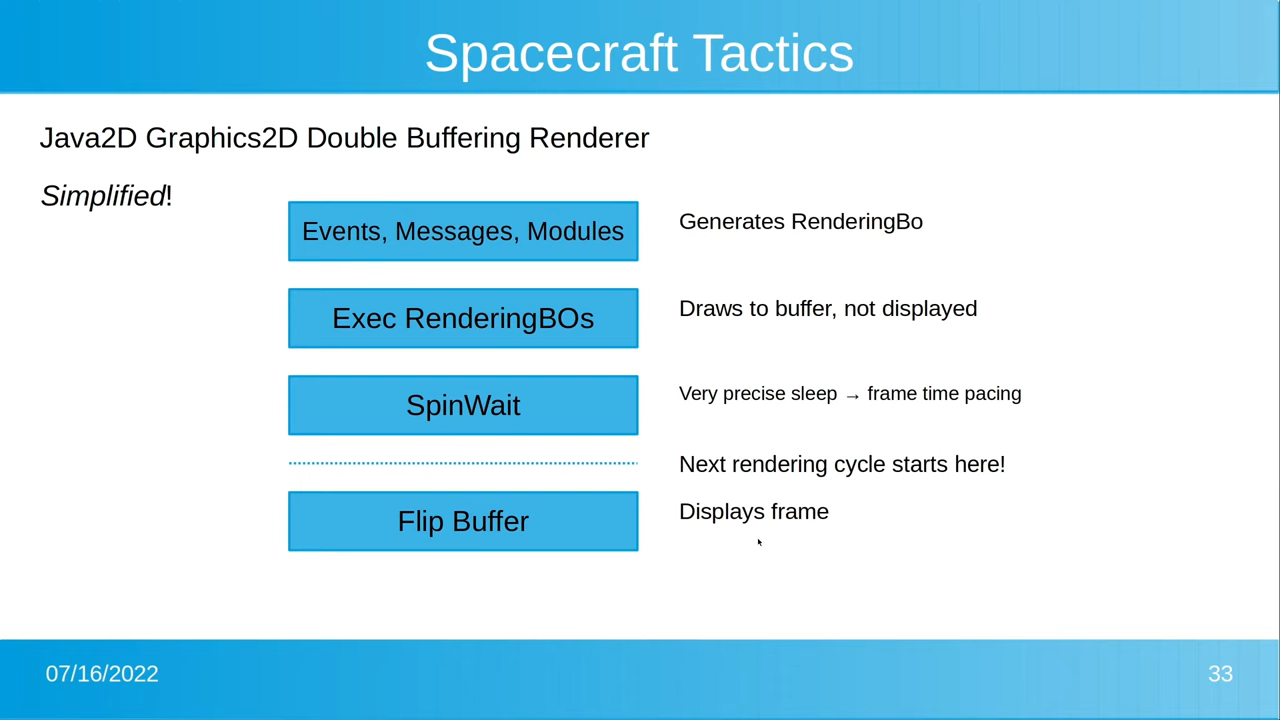 Spacecraft Tactics
Java2D Graphics2D Double Buffering Renderer
Simplified!
Events, Messages, Modules
Generates RenderingBo
Exec RenderingBOs
Draws to buffer, not displayed
SpinWait
Very precise sleep → frame time pacing
Next rendering cycle starts here!
Flip Buffer
Displays frame
07/16/2022
33